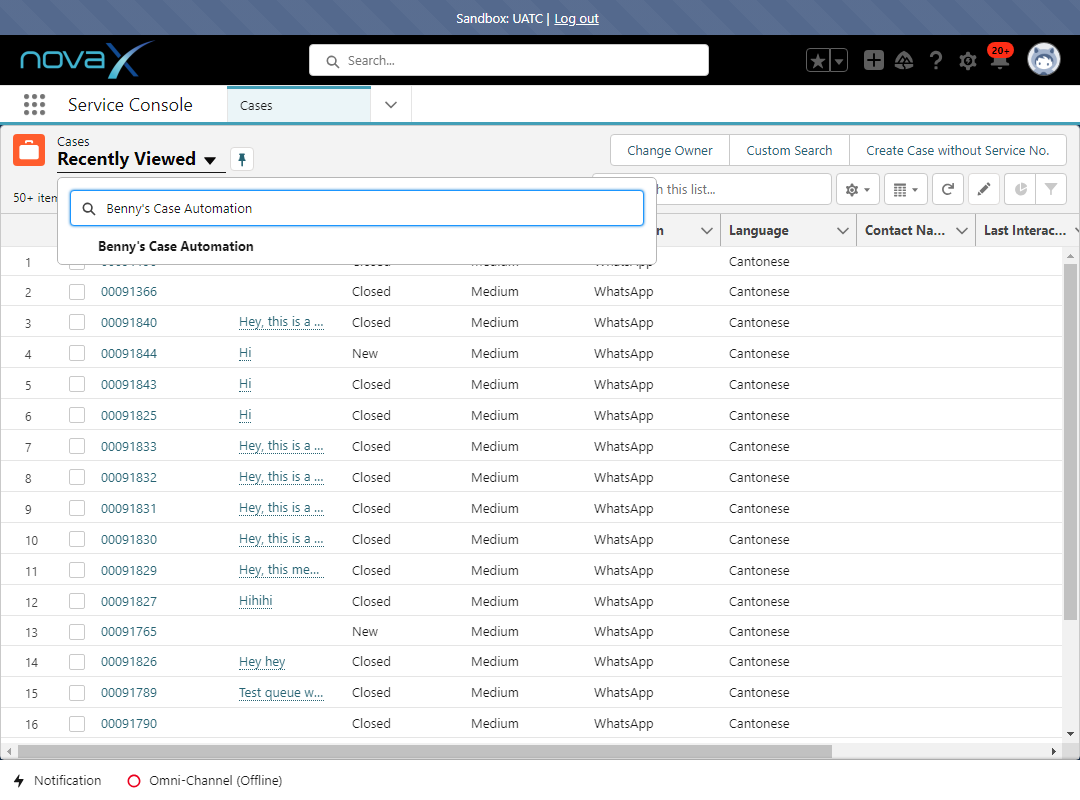 Sandbox: UATC | Log out
novaX
Search...
20+
Service Console
Cases
Cases
Recently Viewed
Change Owner
Custom Search
Create Case without Service No.
50+ item
h this list...
Benny's Case Automation
Benny's Case Automation
n Language Contact Na... Last Interac...
1 WhatsApp Cantonese
2 00091366 Closed Medium WhatsApp Cantonese
3 00091840 Hey, this is a ... Closed Medium WhatsApp Cantonese
4 00091844 Hi New Medium WhatsApp Cantonese
5 00091843 Hi Closed Medium WhatsApp Cantonese
6 00091825 Hi Closed Medium WhatsApp Cantonese
7 00091833 Hey, this is a ... Closed Medium WhatsApp Cantonese
8 00091832 Hey, this is a ... Closed Medium WhatsApp Cantonese
9 00091831 Hey, this is a ... Closed Medium WhatsApp Cantonese
10 00091830 Hey, this is a ... Closed Medium WhatsApp Cantonese
11 00091829 Hey, this me... Closed Medium WhatsApp Cantonese
12 00091827 Hihihi Closed Medium WhatsApp Cantonese
13 00091765 New Medium WhatsApp Cantonese
14 00091826 Hey hey Closed Medium WhatsApp Cantonese
15 00091789 Test queue w... Closed Medium WhatsApp Cantonese
16 00091790 Closed Medium WhatsApp Cantonese
Notification
Omni-Channel (Offline)